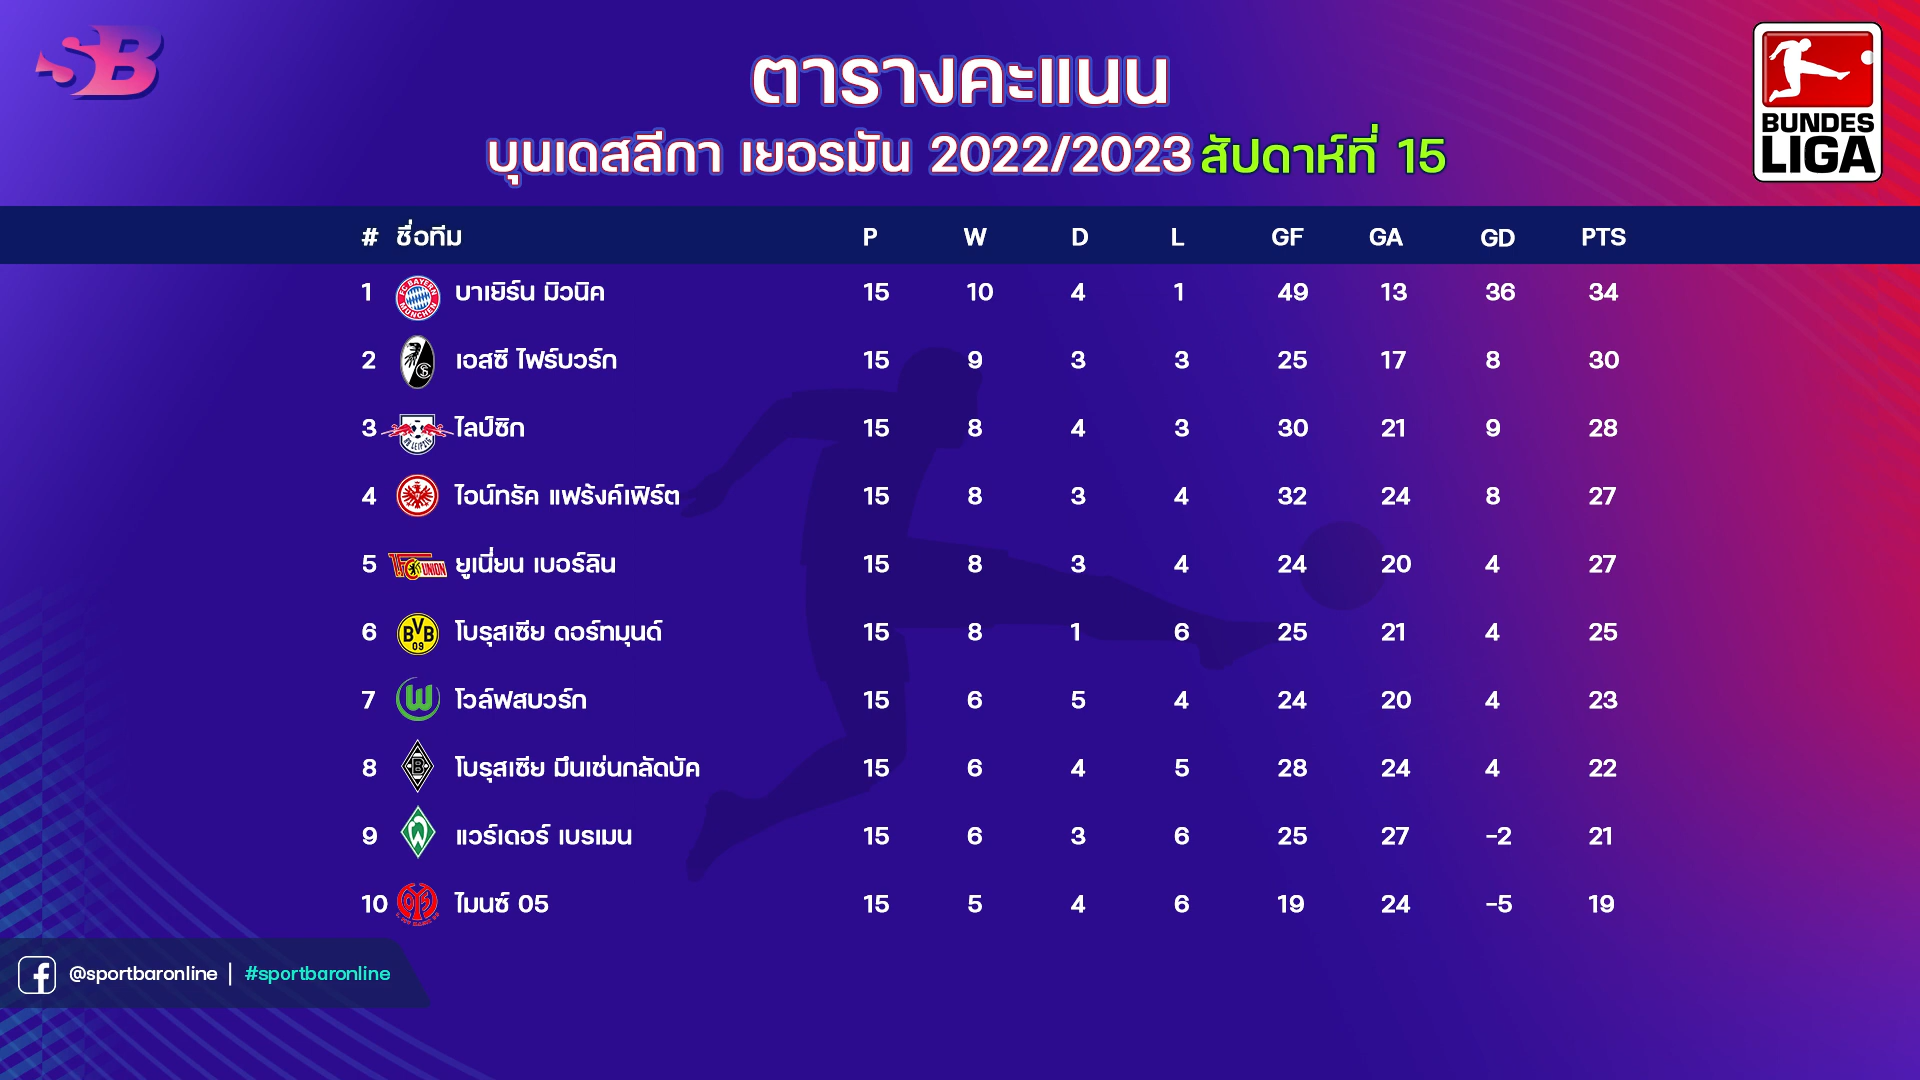 SB
ตารางคะแนน
บุนเดสลีกา เยอรมัน 2022/2023 สัปดาห์ที่ 15
BUNDES
LIGA
# ชื่อทีม P W D L GF GA GD PTS
1 บาเยิร์น มิวนิค 15 10 4 1 49 13 36 34
2 เอสซี ไฟร์บวร์ก 15 9 3 3 25 17 8 30
3 ไลป์ซิก 15 8 4 3 30 21 9 28
4 ไอน์ทรัค แฟร้งค์เฟิร์ต 15 8 3 4 32 24 8 27
5 ยูเนี่ยน เบอร์ลิน 15 8 3 4 24 20 4 27
6 โบรุสเซีย ดอร์ทมุนด์ 15 8 1 6 25 21 4 25
7 โวล์ฟสบวร์ก 15 6 5 4 24 20 4 23
8 โบรุสเซีย มึนเช่นกลัดบัค 15 6 4 5 28 24 4 22
9 แวร์เดอร์ เบรเมน 15 6 3 6 25 27 -2 21
10 ไมนซ์ 05 15 5 4 6 19 24 -5 19
@sportbaronline | #sportbaronline